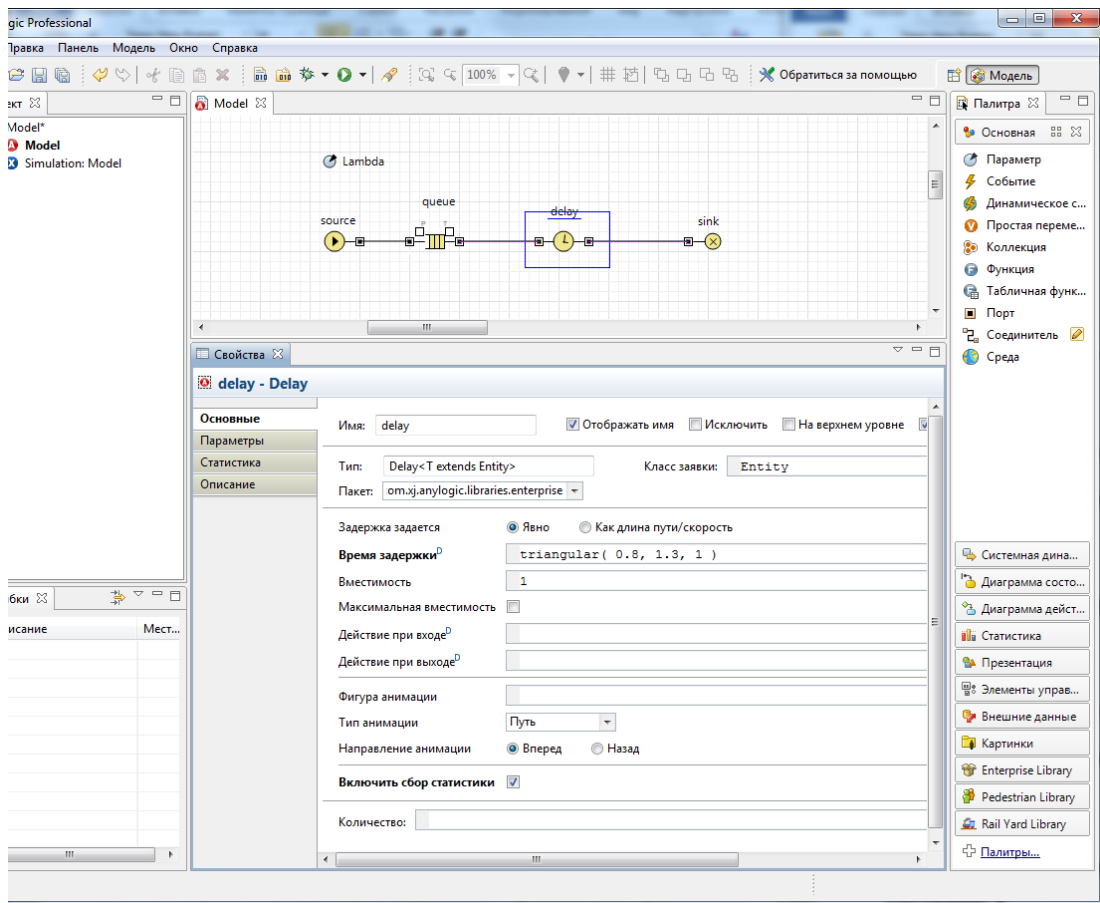 gic Professional
Правка Панель Модель Окно Справка
100% Обратиться за помощью Модель
ект Model Палитра
Model*
Model
Simulation: Model
Lambda
queue
source
delay
sink
Основная
Параметр
Событие
Динамическое с...
Простая переме...
Коллекция
Функция
Табличная функ...
Порт
Соединитель
Среда
Свойства
delay - Delay
Основные
Параметры
Статистика
Описание
Имя: delay Отображать имя Исключить На верхнем уровне
Тип: Delay<T extends Entity> Класс заявки: Entity
Пакет: om.xj.anylogic.libraries.enterprise
Задержка задается Явно Как длина пути/скорость
Время задержки D triangular( 0.8, 1.3, 1 )
Вместимость 1
Максимальная вместимость
Действие при входе D
Действие при выходе D
Фигура анимации
Тип анимации Путь
Направление анимации Вперед Назад
Включить сбор статистики
Количество:
бки
исание Мест...
Системная дина...
Диаграмма состо...
Диаграмма дейст...
Статистика
Презентация
Элементы управ...
Внешние данные
Картинки
Enterprise Library
Pedestrian Library
Rail Yard Library
Палитры...